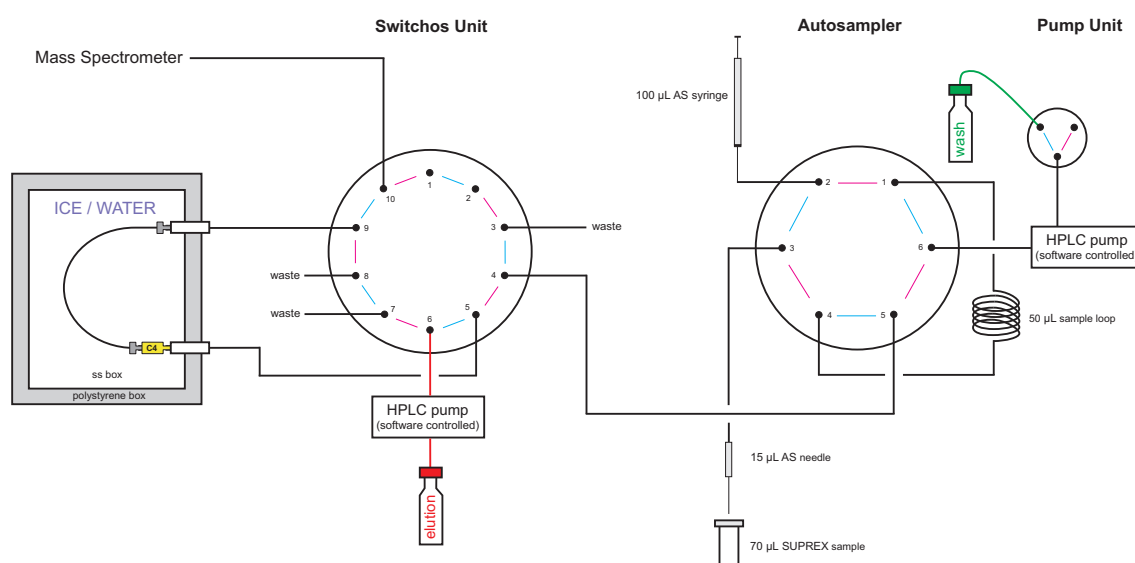 Switchos Unit
Autosampler
Pump Unit
Mass Spectrometer
100 µL AS syringe
wash
ICE / WATER
1
2
3
4
5
6
7
8
9
10
waste
waste
waste
C4
ss box
polystyrene box
HPLC pump
(software controlled)
elution
1
2
3
4
5
6
HPLC pump
(software controlled)
50 µL sample loop
15 µL AS needle
70 µL SUPREX sample